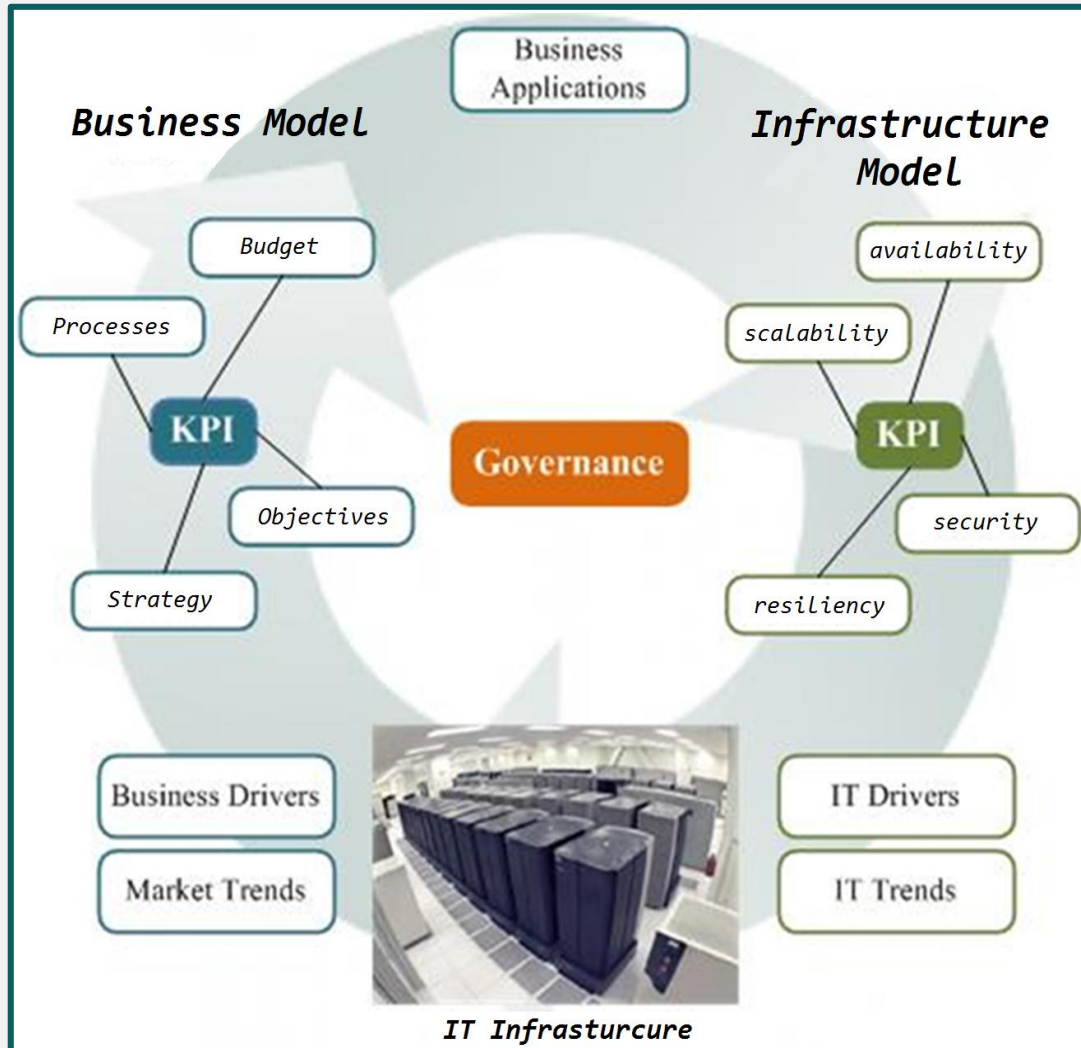 Business
Applications
Business Model
Infrastructure
Model
Budget
availability
Processes
scalability
KPI
KPI
Governance
Objectives
security
Strategy
resiliency
Business Drivers
IT Drivers
Market Trends
IT Trends
IT Infrasturcure